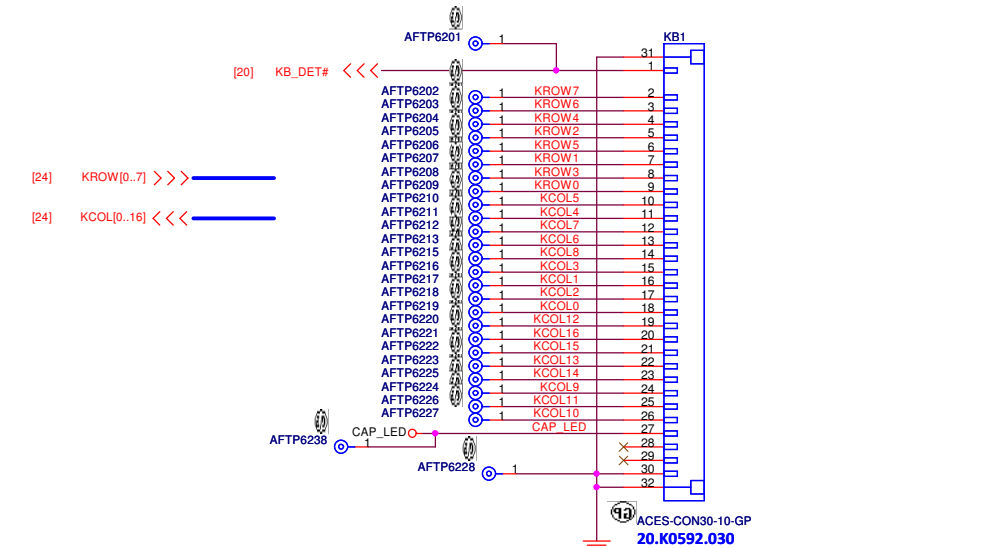 AFTP6201 1 KB1
31
[20] KB_DET# 1
AFTP6202 1 KROW7 2
AFTP6203 1 KROW6 3
AFTP6204 1 KROW4 4
AFTP6205 1 KROW2 5
AFTP6206 1 KROW5 6
AFTP6207 1 KROW1 7
[24] KROW[0..7] AFTP6208 1 KROW3 8
AFTP6209 1 KROW0 9
AFTP6210 1 KCOL5 10
[24] KCOL[0..16] AFTP6211 1 KCOL4 11
AFTP6212 1 KCOL7 12
AFTP6213 1 KCOL6 13
AFTP6215 1 KCOL8 14
AFTP6216 1 KCOL3 15
AFTP6217 1 KCOL1 16
AFTP6218 1 KCOL2 17
AFTP6219 1 KCOL0 18
AFTP6220 1 KCOL12 19
AFTP6221 1 KCOL16 20
AFTP6222 1 KCOL15 21
AFTP6223 1 KCOL13 22
AFTP6225 1 KCOL14 23
AFTP6224 1 KCOL9 24
AFTP6226 1 KCOL11 25
AFTP6227 1 KCOL10 26
CAP_LED CAP_LED 27
AFTP6238 1 28
29
AFTP6228 1 30
32
ACES-CON30-10-GP
20.K0592.030